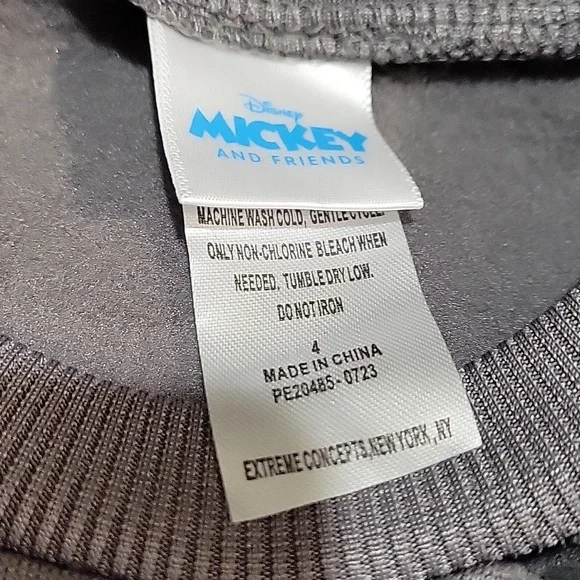 Disney
MICKEY
AND FRIENDS
MACHINE WASH COLD, GENTLE CYCLE.
ONLY NON-CHLORINE BLEACH WHEN
NEEDED, TUMBLE DRY LOW.
DO NOT IRON
4
MADE IN CHINA
PE20485-0723
EXTREME CONCEPTS, NEW YORK, NY